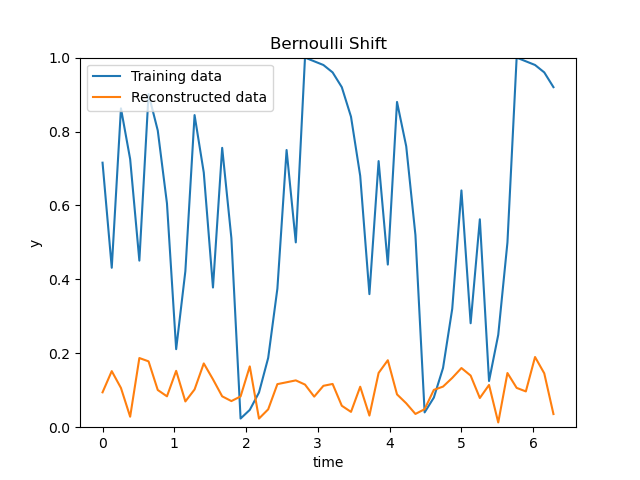 Bernoulli Shift
Training data
Reconstructed data
1.0
0.8
0.6
0.4
0.2
0.0
y
0 1 2 3 4 5 6
time